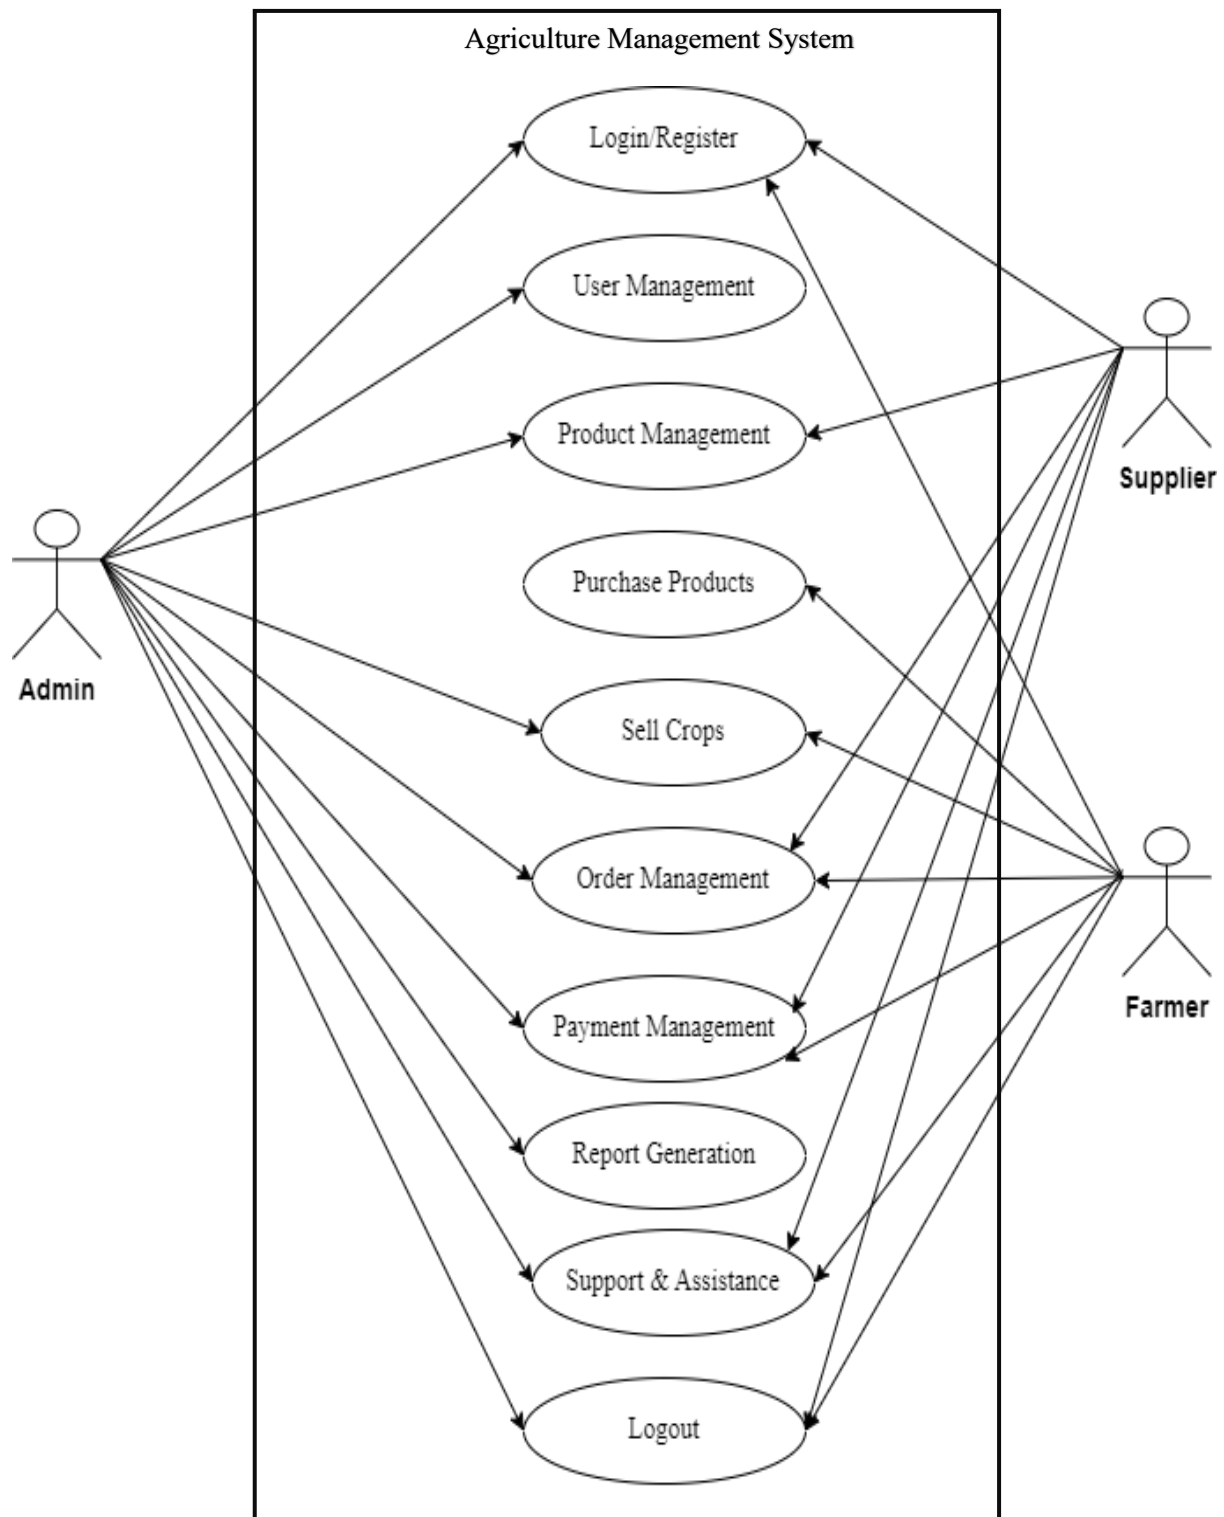 Agriculture Management System
Login/Register
User Management
Product Management
Supplier
Purchase Products
Admin
Sell Crops
Order Management
Farmer
Payment Management
Report Generation
Support & Assistance
Logout